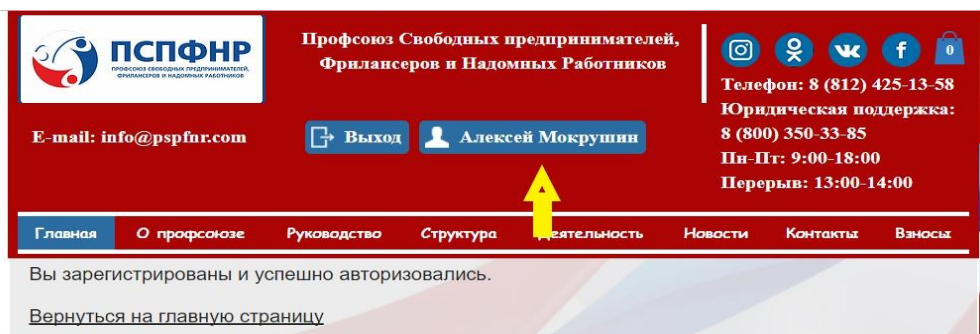 ПСПФНР
ПРОФСОЮЗ СВОБОДНЫХ ПРЕДПРИНИМАТЕЛЕЙ,
ФРИЛАНСЕРОВ И НАДОМНЫХ РАБОТНИКОВ
Профсоюз Свободных предпринимателей,
Фрилансеров и Надомных Работников
0
Телефон: 8 (812) 425-13-58
Юридическая поддержка:
8 (800) 350-33-85
Пн-Пт: 9:00-18:00
Перерыв: 13:00-14:00
E-mail: info@pspfnr.com
Выход
Алексей Мокрушин
Главная О профсоюзе Руководство Структура Деятельность Новости Контакты Взносы
Вы зарегистрированы и успешно авторизовались.
Вернуться на главную страницу